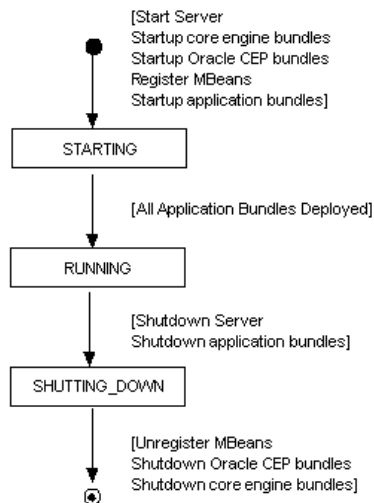 [Start Server
Startup core engine bundles
Startup Oracle CEP bundles
Register MBeans
Startup application bundles]
STARTING
[All Application Bundles Deployed]
RUNNING
[Shutdown Server
Shutdown application bundles]
SHUTTING_DOWN
[Unregister MBeans
Shutdown Oracle CEP bundles
Shutdown core engine bundles]